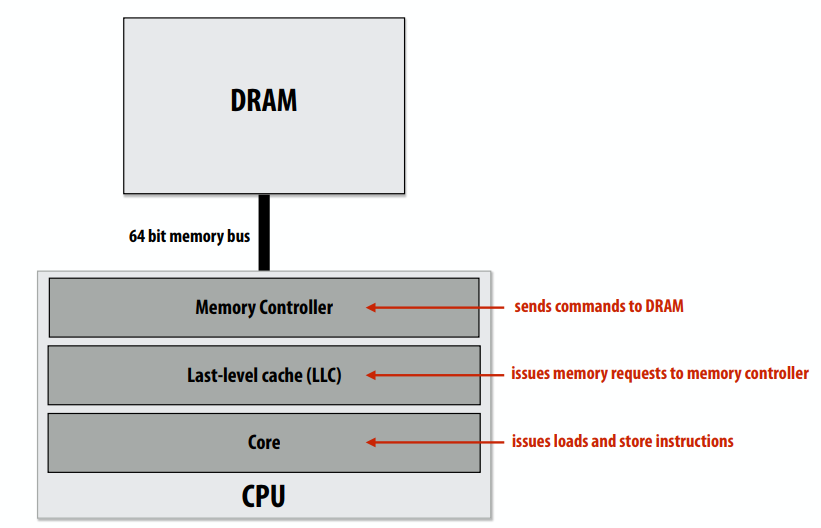 DRAM
64 bit memory bus
Memory Controller
sends commands to DRAM
Last-level cache (LLC)
issues memory requests to memory controller
Core
issues loads and store instructions
CPU